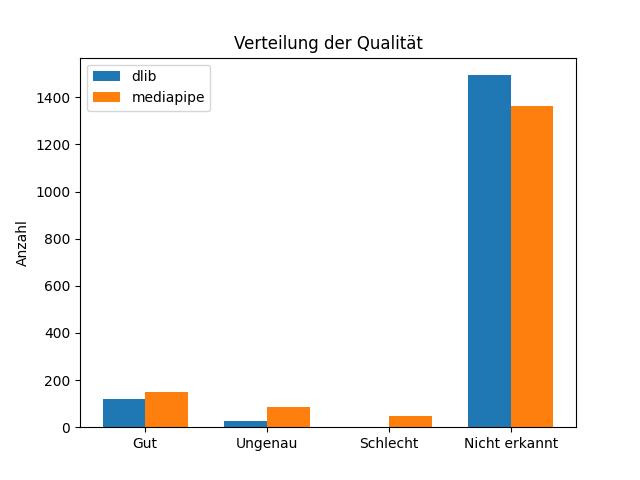 Verteilung der Qualität
dlib
mediapipe
Anzahl
1400
1200
1000
800
600
400
200
0
Gut Ungenau Schlecht Nicht erkannt